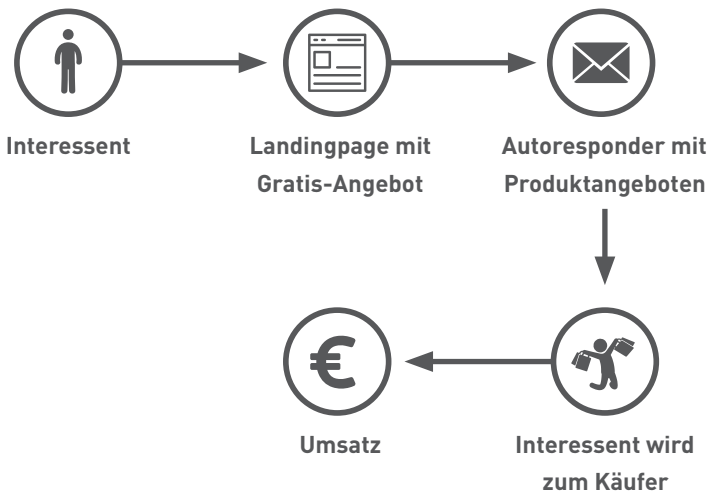 Interessent
Landingpage mit
Gratis-Angebot
Autoresponder mit
Produktangeboten
€
Umsatz
Interessent wird
zum Käufer